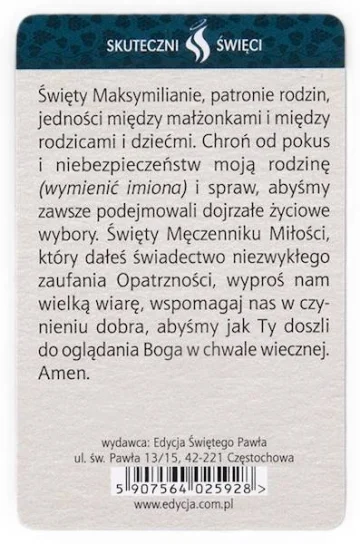 SKUTECZNI ŚWIĘCI
Święty Maksymilianie, patronie rodzin,
jedności między małżonkami i między
rodzicami i dziećmi. Chroń od pokus
i niebezpieczeństw moją rodzinę
(wymienić imiona) i spraw, abyśmy
zawsze podejmowali dojrzałe życiowe
wybory. Święty Męczenniku Miłości,
który dałeś świadectwo niezwykłego
zaufania Opatrzności, wyproś nam
wielką wiarę, wspomagaj nas w czy-
nieniu dobra, abyśmy jak Ty doszli
do oglądania Boga w chwale wiecznej.
Amen.
wydawca: Edycja Świętego Pawła
ul. św. Pawła 13/15, 42-221 Częstochowa
5 907564 025928 >
www.edycja.com.pl